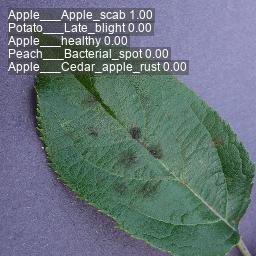 Apple___Apple_scab 1.00
Potato___Late_blight 0.00
Apple___healthy 0.00
Peach___Bacterial_spot 0.00
Apple___Cedar_apple_rust 0.00